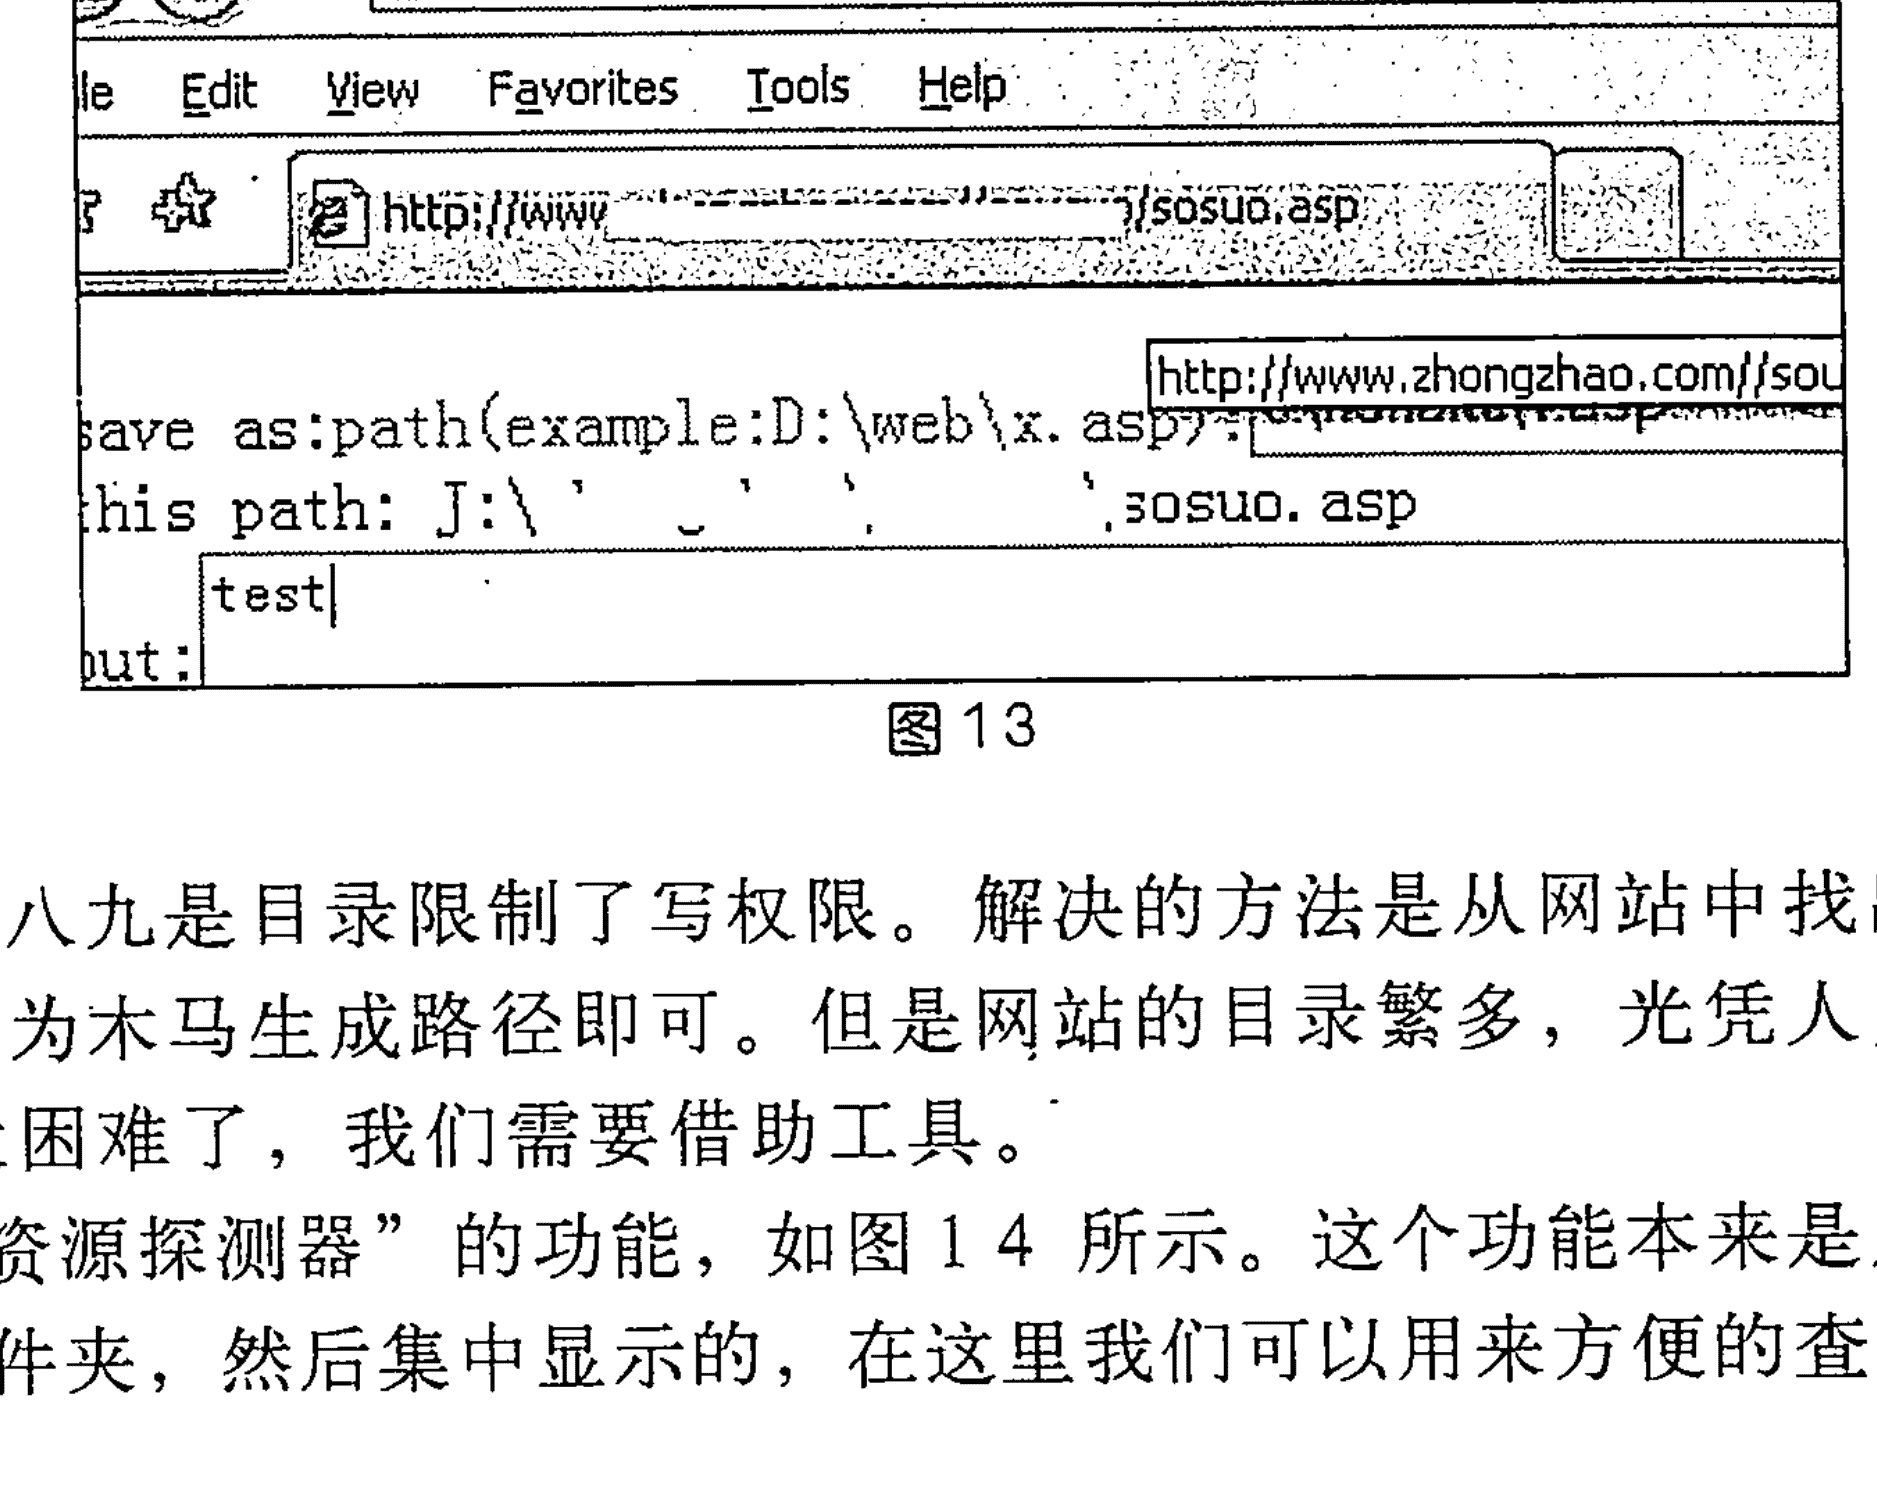 le Edit View Favorites Tools Help
http://www /sosuo.asp
http://www.zhongzhao.com//sou
save as:path(example:D:\web\x.asp):
this path: J:\ sosuo.asp
test
out:
图13
八九是目录限制了写权限。解决的方法是从网站中找
为木马生成路径即可。但是网站的目录繁多，光凭人
困难了，我们需要借助工具。
资源探测器”的功能，如图14 所示。这个功能本来是
件夹，然后集中显示的，在这里我们可以用来方便的查